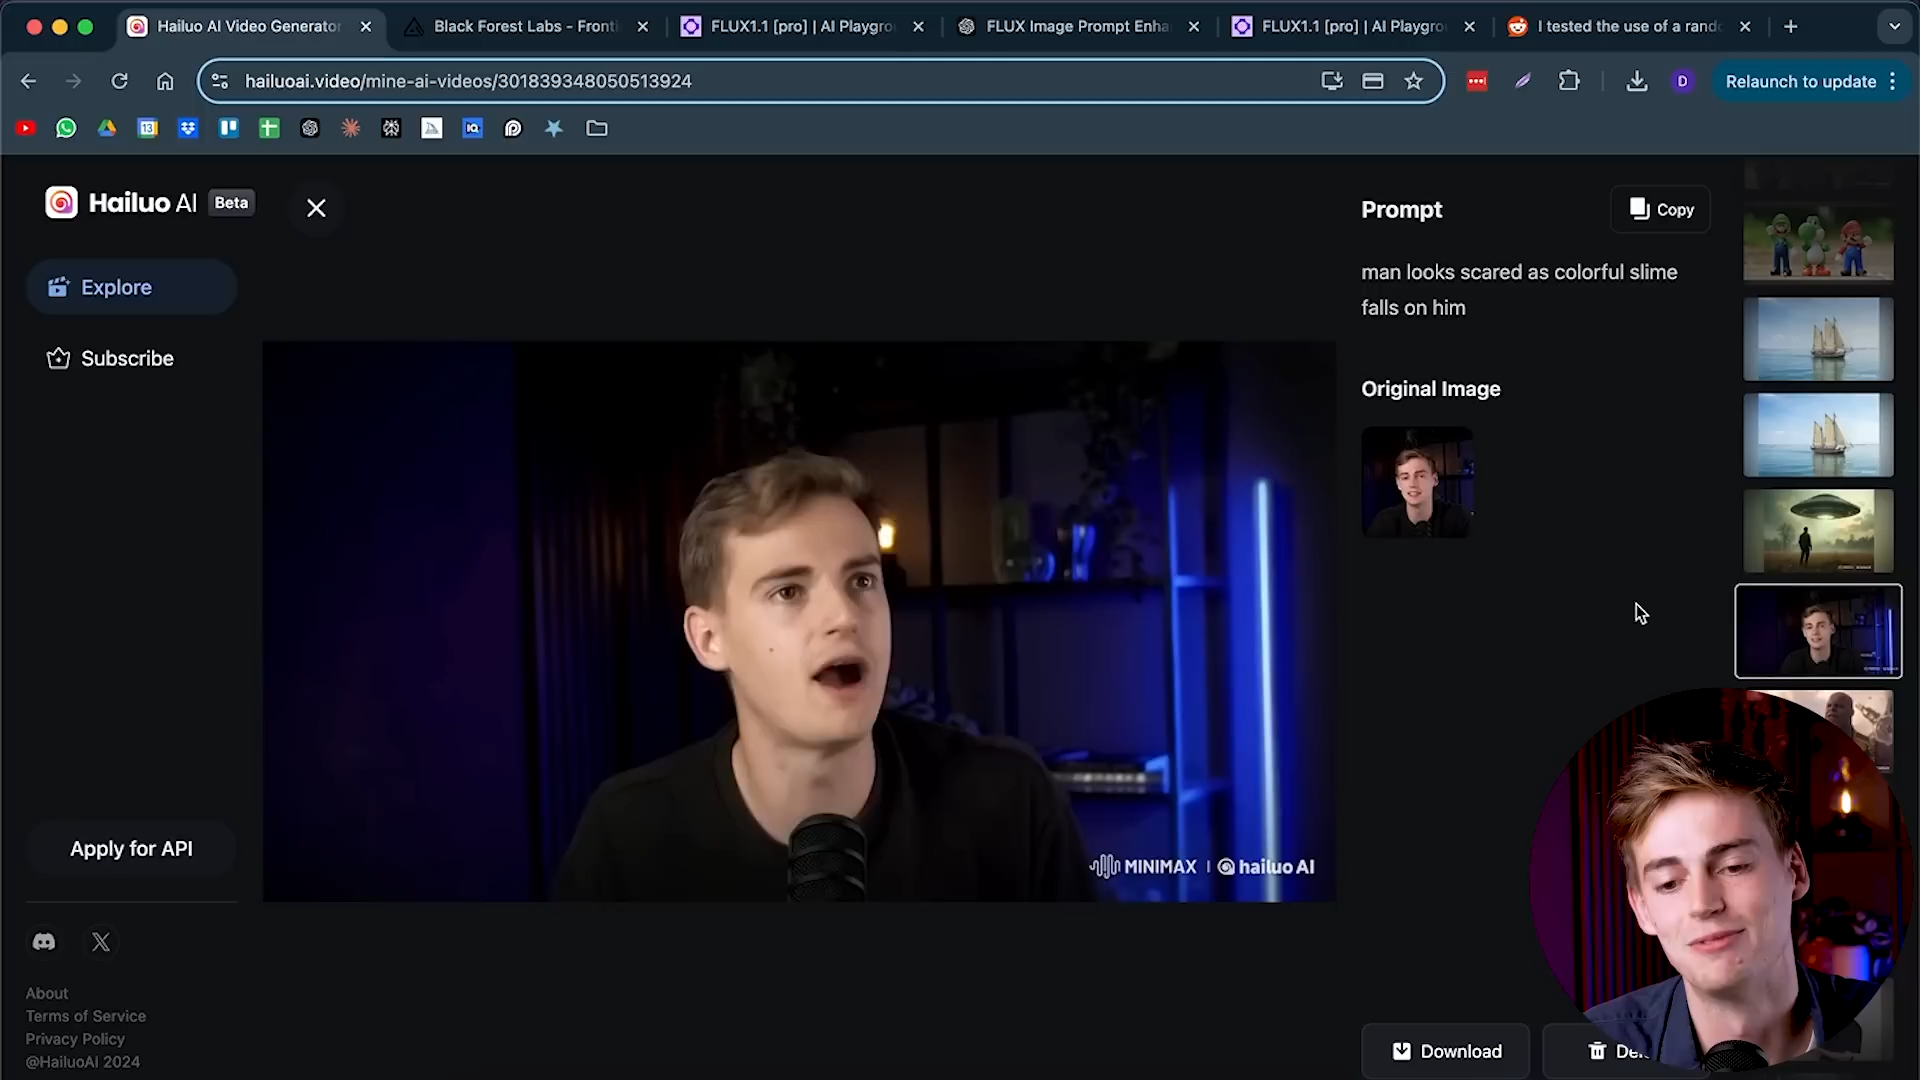 Hailuo AI Video Generator
Black Forest Labs - Fronti
FLUX1.1 [pro] | AI Playgro
FLUX Image Prompt Enha
FLUX1.1 [pro] | AI Playgro
I tested the use of a rand
hailuoai.video/mine-ai-videos/301839348050513924
D
Relaunch to update
13
IQ
Hailuo AI
Beta
Explore
Subscribe
Apply for API
About
Terms of Service
Privacy Policy
@HailuoAI 2024
MINIMAX | hailuo AI
Prompt
Copy
man looks scared as colorful slime
falls on him
Original Image
Download